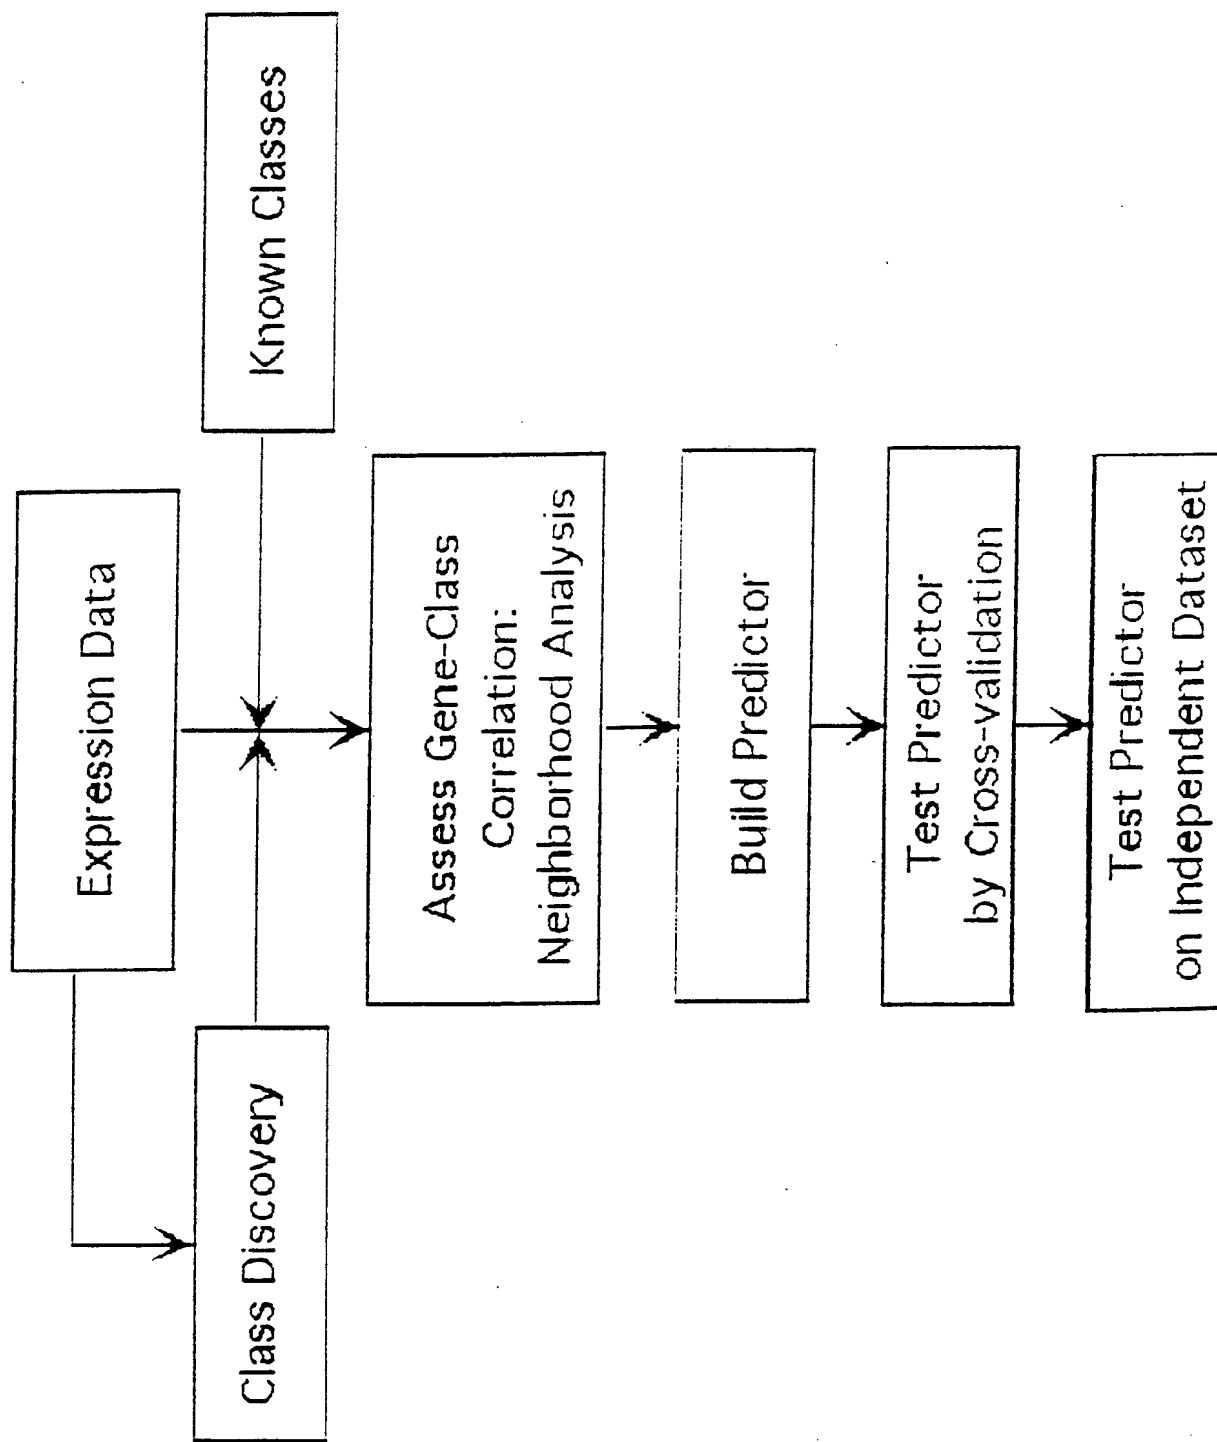 Expression Data
Class Discovery
Known Classes
Assess Gene-Class
Correlation:
Neighborhood Analysis
Build Predictor
Test Predictor
by Cross-validation
Test Predictor
on Independent Dataset